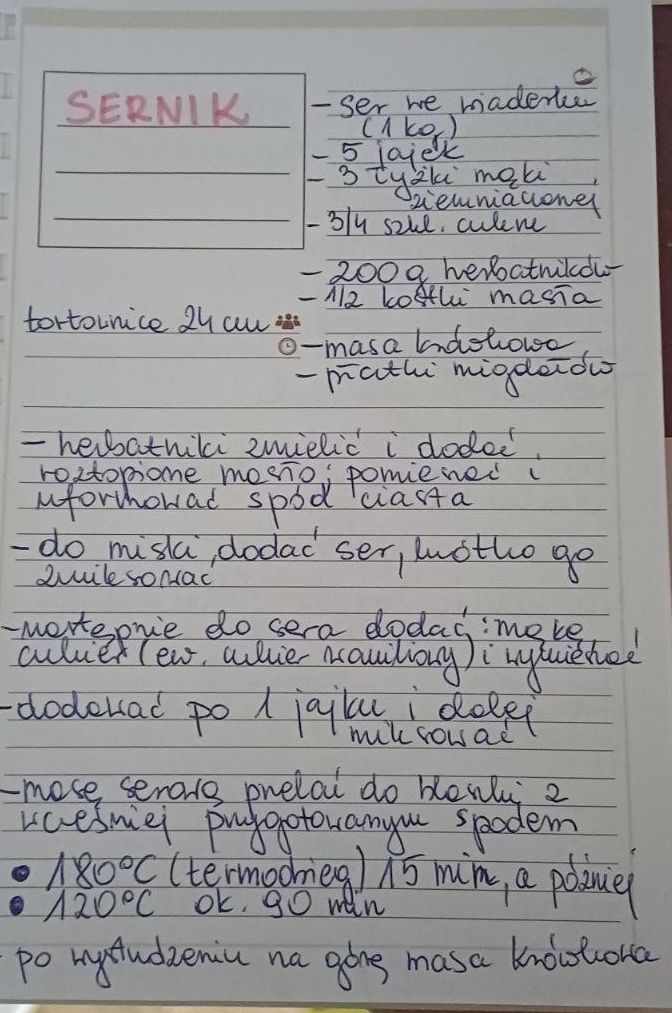 SERNIK
- ser we wiaderku
(1 kg)
- 5 jajek
- 3 łyżki mąki
ziemniaczanej
- 3/4 szkl. cukru
- 200 g herbatników
- 1/2 kostki masła
tortownica 24 cm
- masa krówkowa
- płatki migdałów
- herbatniki zmielić i dodać
roztopione masło; pomieszać i
uformować spód ciasta
- do miski dodać ser, krótko go
zmiksować
- następnie do sera dodać: mąkę,
cukier (ew. cukier waniliowy) i wymieszać
- dodawać po 1 jajku i dalej
miksować
- masę serową przelać do blaszki z
wcześniej przygotowanym spodem
• 180°C (termoobieg) 15 min, a później
• 120°C ok. 90 min
po wystudzeniu na górę masa krówkowa